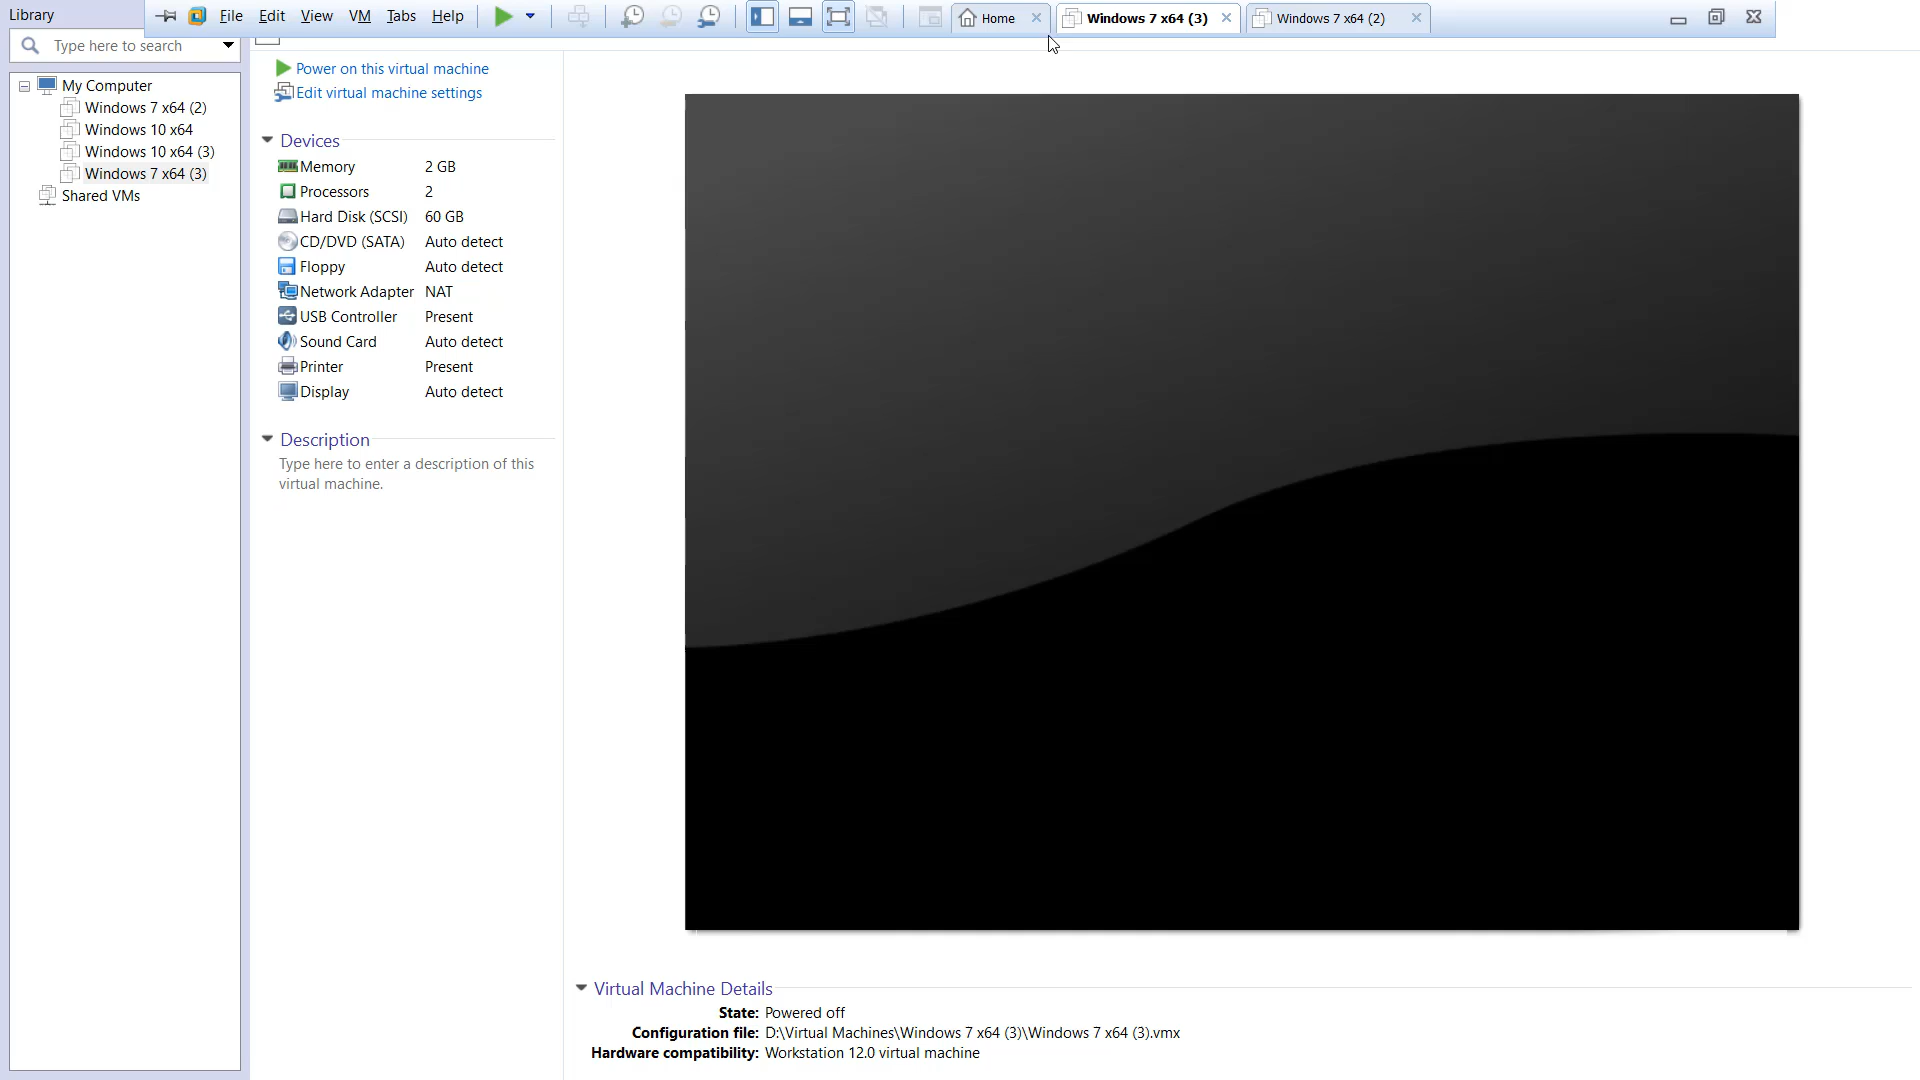 Library
File Edit View VM Tabs Help
Home
Windows 7 x64 (3)
Windows 7 x64 (2)
Type here to search
My Computer
Windows 7 x64 (2)
Windows 10 x64
Windows 10 x64 (3)
Windows 7 x64 (3)
Shared VMs
Power on this virtual machine
Edit virtual machine settings
Devices
Memory 2 GB
Processors 2
Hard Disk (SCSI) 60 GB
CD/DVD (SATA) Auto detect
Floppy Auto detect
Network Adapter NAT
USB Controller Present
Sound Card Auto detect
Printer Present
Display Auto detect
Description
Type here to enter a description of this
virtual machine.
Virtual Machine Details
State: Powered off
Configuration file: D:\Virtual Machines\Windows 7 x64 (3)\Windows 7 x64 (3).vmx
Hardware compatibility: Workstation 12.0 virtual machine